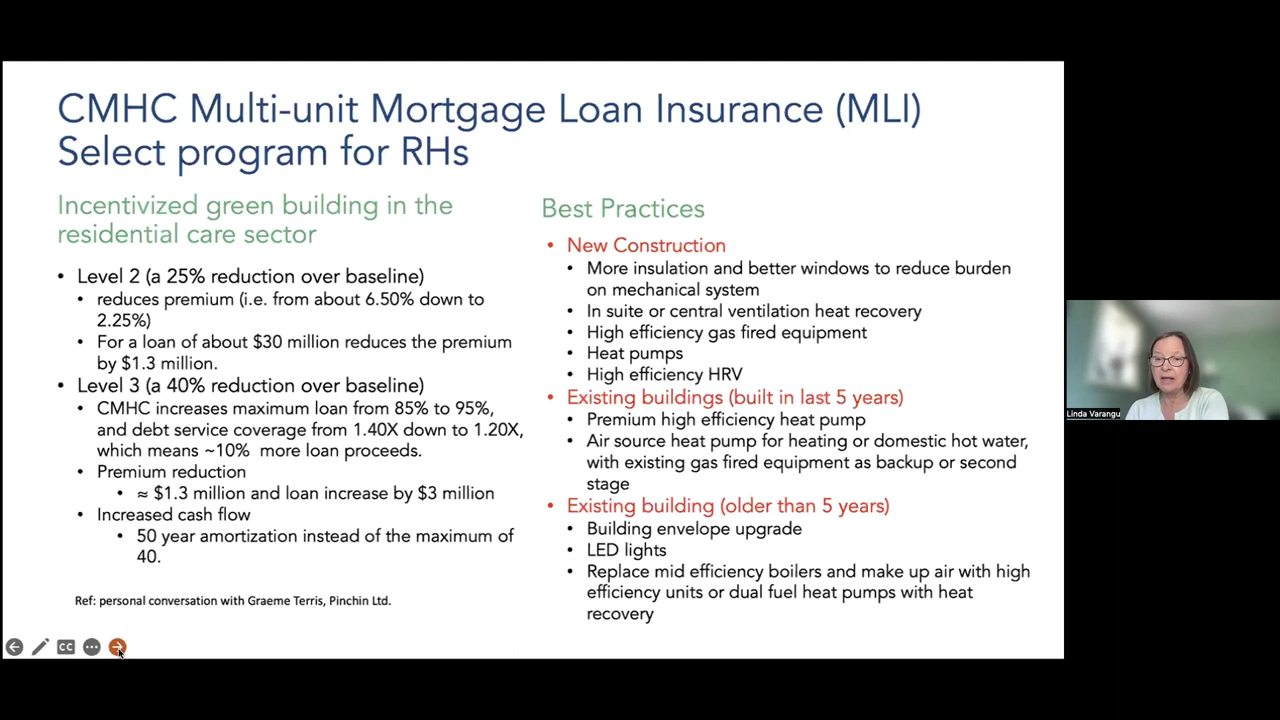 CMHC Multi-unit Mortgage Loan Insurance (MLI)
Select program for RHs
Incentivized green building in the
residential care sector
• Level 2 (a 25% reduction over baseline)
• reduces premium (i.e. from about 6.50% down to
2.25%)
• For a loan of about $30 million reduces the premium
by $1.3 million.
• Level 3 (a 40% reduction over baseline)
• CMHC increases maximum loan from 85% to 95%,
and debt service coverage from 1.40X down to 1.20X,
which means ~10% more loan proceeds.
• Premium reduction
• ≈ $1.3 million and loan increase by $3 million
• Increased cash flow
• 50 year amortization instead of the maximum of
40.
Ref: personal conversation with Graeme Terris, Pinchin Ltd.
Best Practices
• New Construction
• More insulation and better windows to reduce burden
on mechanical system
• In suite or central ventilation heat recovery
• High efficiency gas fired equipment
• Heat pumps
• High efficiency HRV
• Existing buildings (built in last 5 years)
• Premium high efficiency heat pump
• Air source heat pump for heating or domestic hot water,
with existing gas fired equipment as backup or second
stage
• Existing building (older than 5 years)
• Building envelope upgrade
• LED lights
• Replace mid efficiency boilers and make up air with high
efficiency units or dual fuel heat pumps with heat
recovery
CC
Linda Varangu